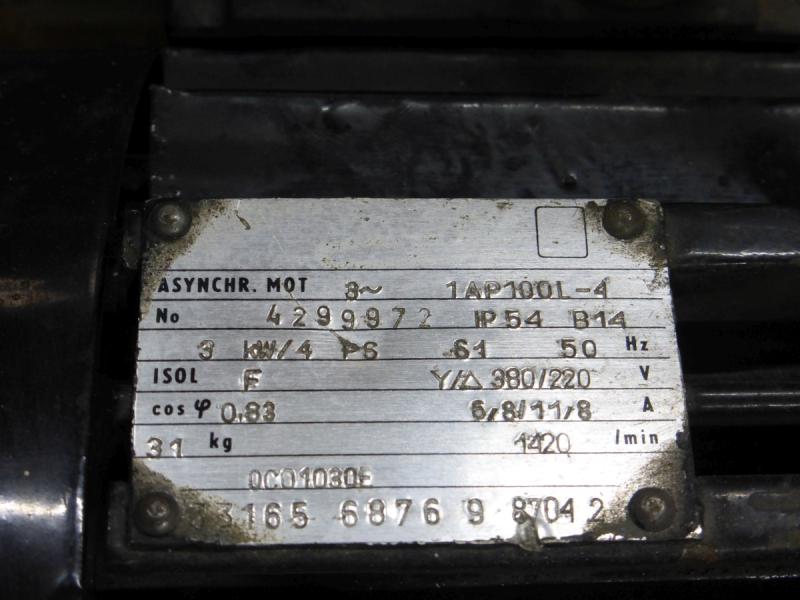 ASYNCHR. MOT 3~ 1AP100L-4
No 4299972 IP54 B14
3 kW/4 PS S1 50 Hz
ISOL F Y/△ 380/220 V
cos φ 0,83 6,8/11,8 A
31 kg 1420 /min
3165 6876 9 8704 2